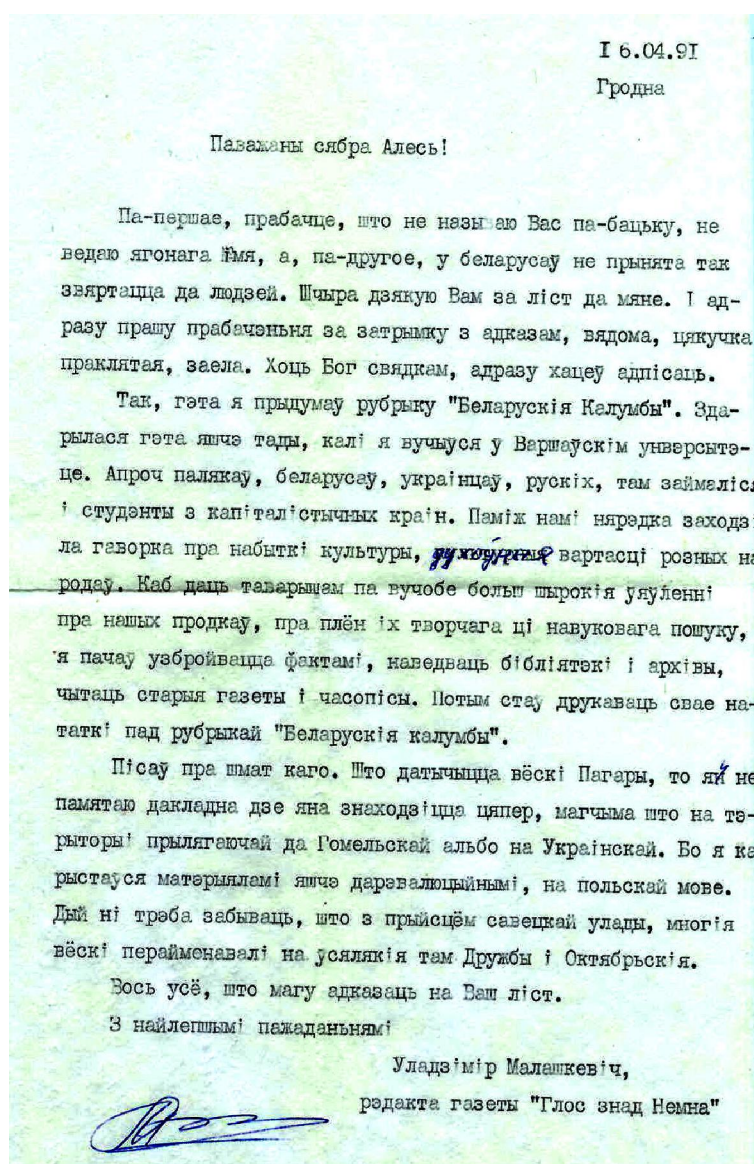 I6.04.9I
Гродна
Паважаны сябра Алесь!
Па-першае, прабачце, што не называю Вас па-бацьку, не
ведаю ягонага імя, а, па-другое, у беларусаў не прынята так
звяртацца да людзей. Шчыра дзякую Вам за ліст да мяне. І ад-
разу прашу прабачэньня за затрымку з адказам, вядома, цякучка
праклятая, заела. Хоць Бог свядкам, адразу хацеў адпісаць.
Так, гэта я прыдумаў рубрыку "Беларускія Калумбы". Зда-
рылася гэта яшчэ тады, калі я вучыўся ў Варшаўскім унверсытэ-
це. Апроч палякаў, беларусаў, украінцаў, рускіх, там займаліся
і студэнты з капіталістычных краін. Паміж намі нярэдка заходзі
ла гаворка пра набыткі культуры, духоўныя вартасці розных на
родаў. Каб даць таварышам па вучобе больш шырокія ўяўленні
пра нашых продкаў, пра плён іх творчага ці навуковага пошуку,
я пачаў узбройвацца фактамі, наведваць бібліятэкі і архівы,
чытаць старыя газеты і часопісы. Потым стаў друкаваць свае на-
таткі пад рубрыкай "Беларускія калумбы".
Пісаў пра шмат каго. Што датычыцца вёскі Пагары, то я не
памятаю дакладна дзе яна знаходзіцца цяпер, магчыма што на тэ-
рыторыі прылягаючай да Гомельскай альбо на Украінскай. Бо я ка
рыстаўся матэрыяламі яшчэ дарэвалюцыйнымі, на польскай мове.
Дый ні трэба забываць, што з прыйсцём савецкай улады, многія
вёскі перайменавалі на ўсялякія там Дружбы і Октябрьскія.
Вось усё, што магу адказаць на Ваш ліст.
З найлепшымі пажаданьнямі
Уладзімір Малашкевіч,
рэдакта газеты "Глос знад Немна"